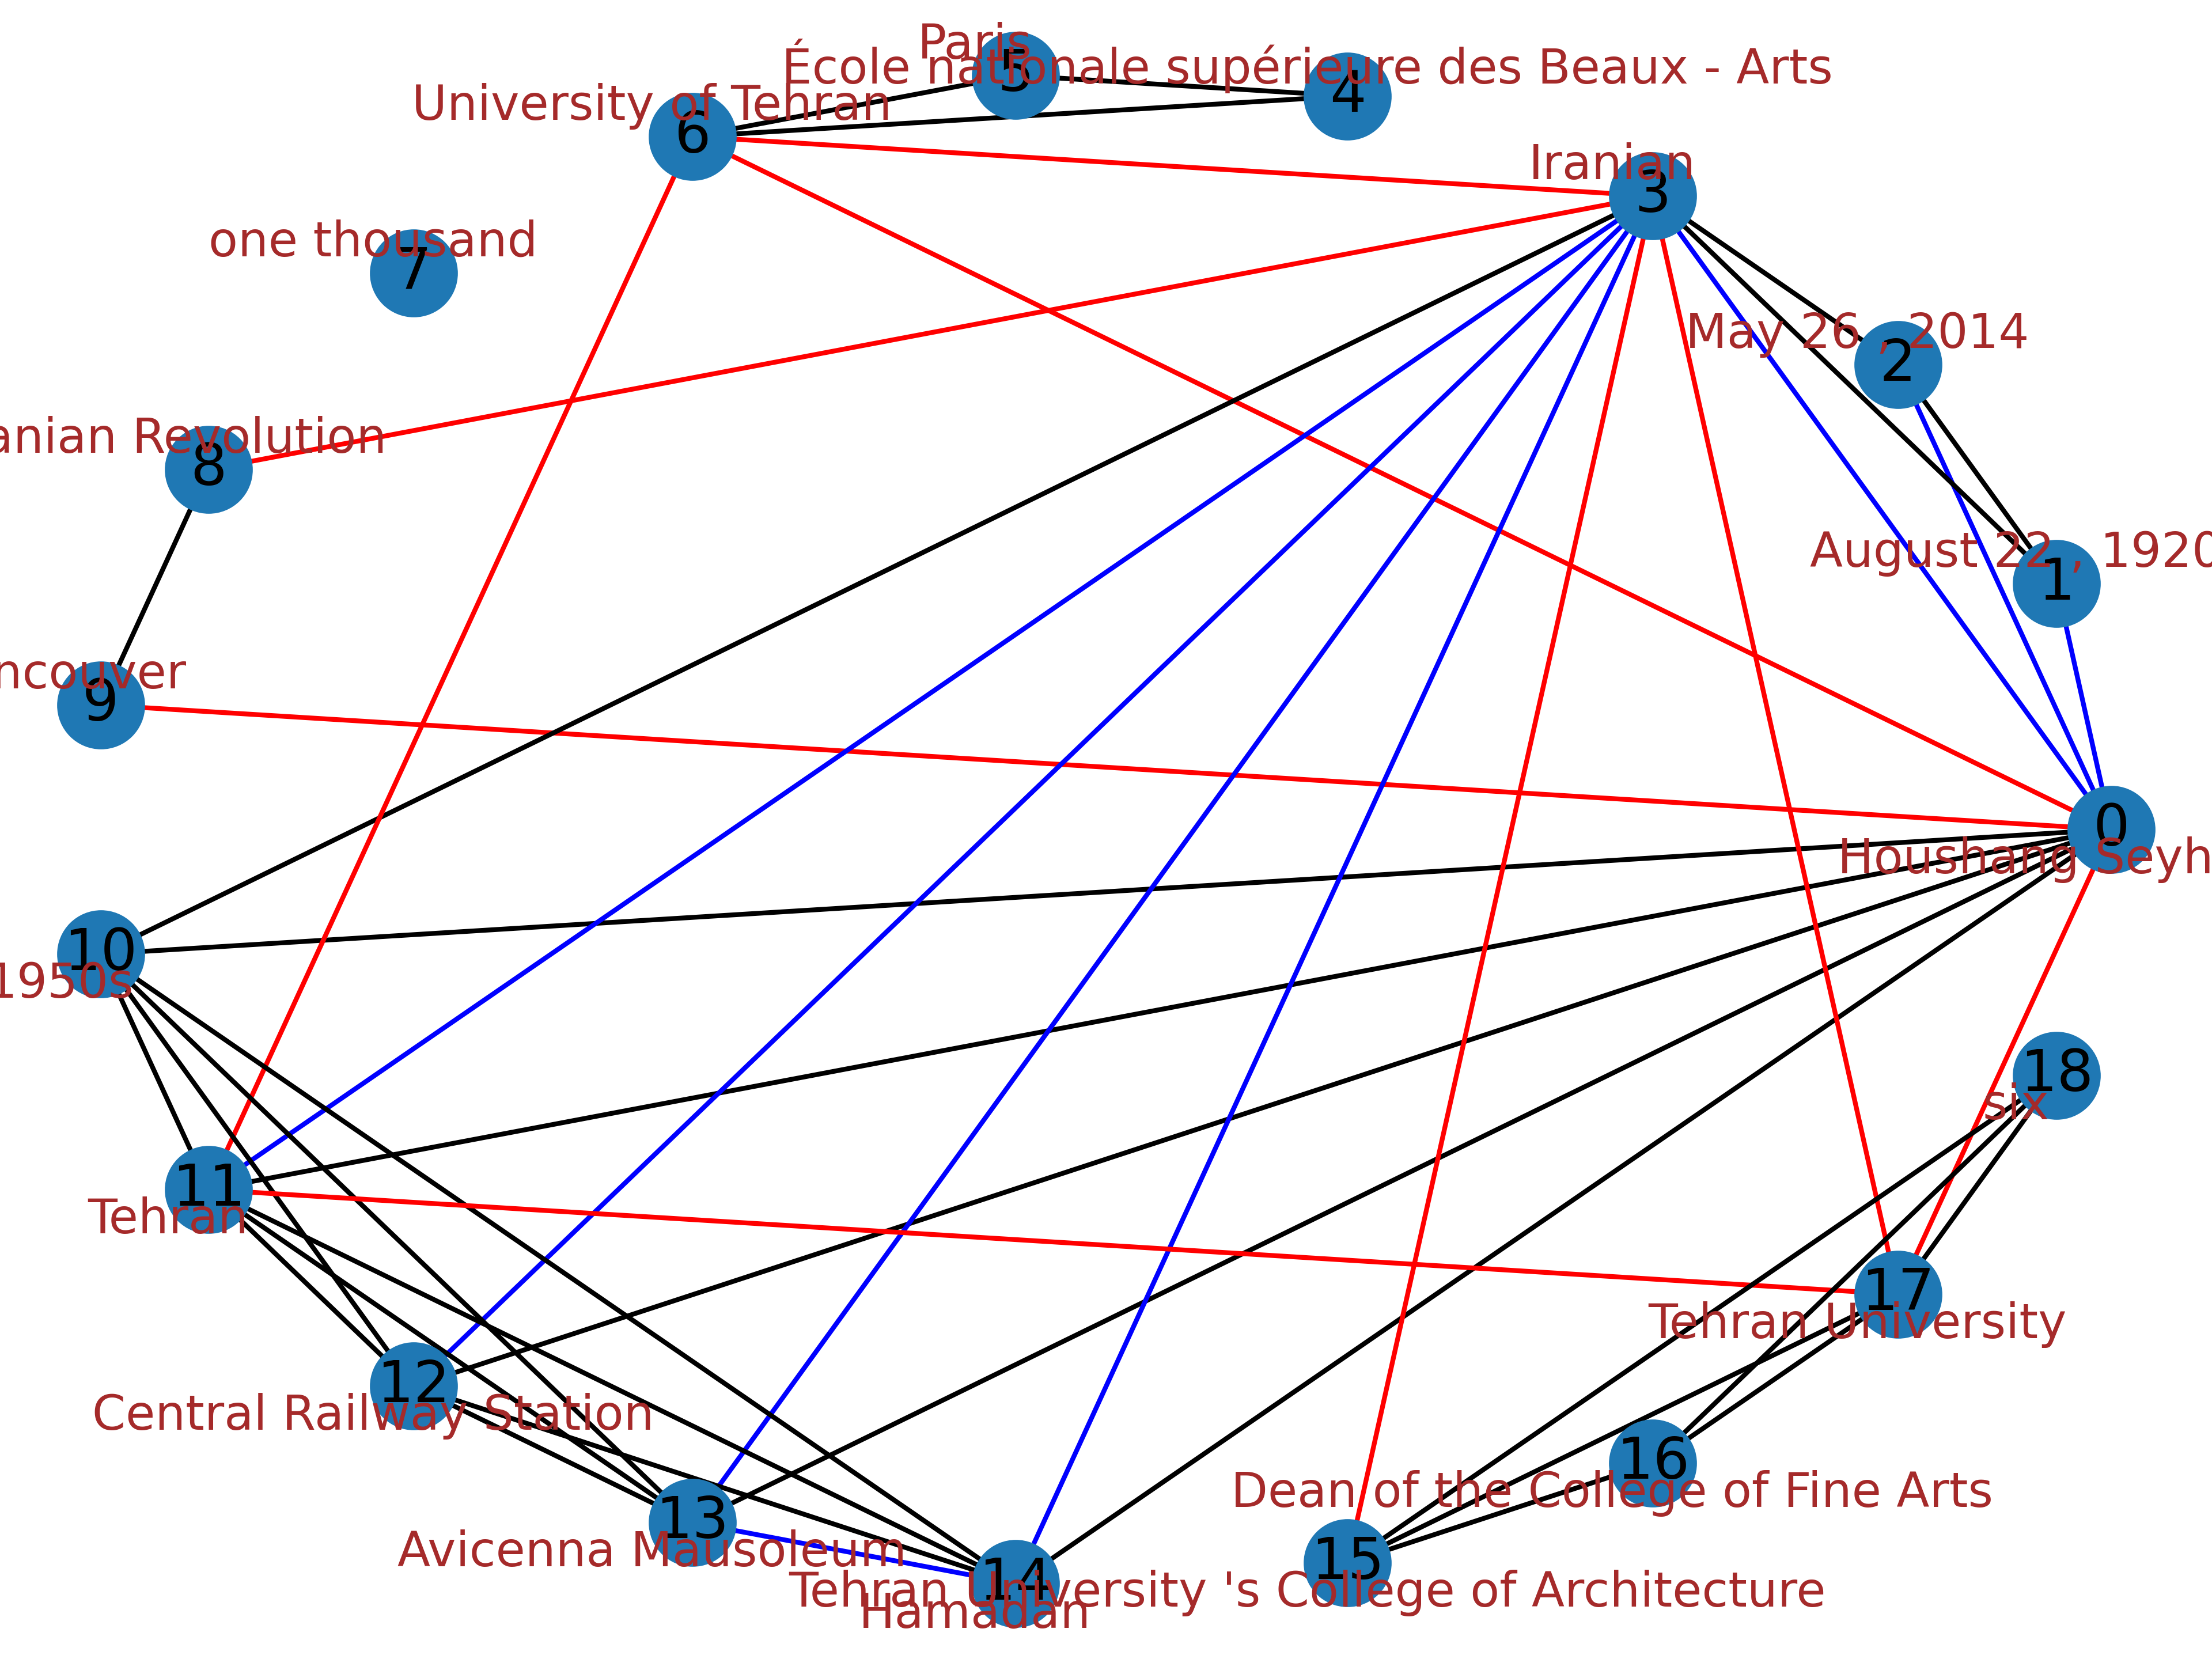 Paris
5
École nationale supérieure des Beaux - Arts
4
University of Tehran
6
Iranian
3
one thousand
7
May 26 , 2014
2
anian Revolution
8
August 22 , 1920
1
ncouver
9
0
Houshang Seyh
10
1950s
18
six
11
Tehran
17
Tehran University
12
Central Railway Station
16
Dean of the College of Fine Arts
13
Avicenna Mausoleum
15
Tehran University 's College of Architecture
14
Hamadan